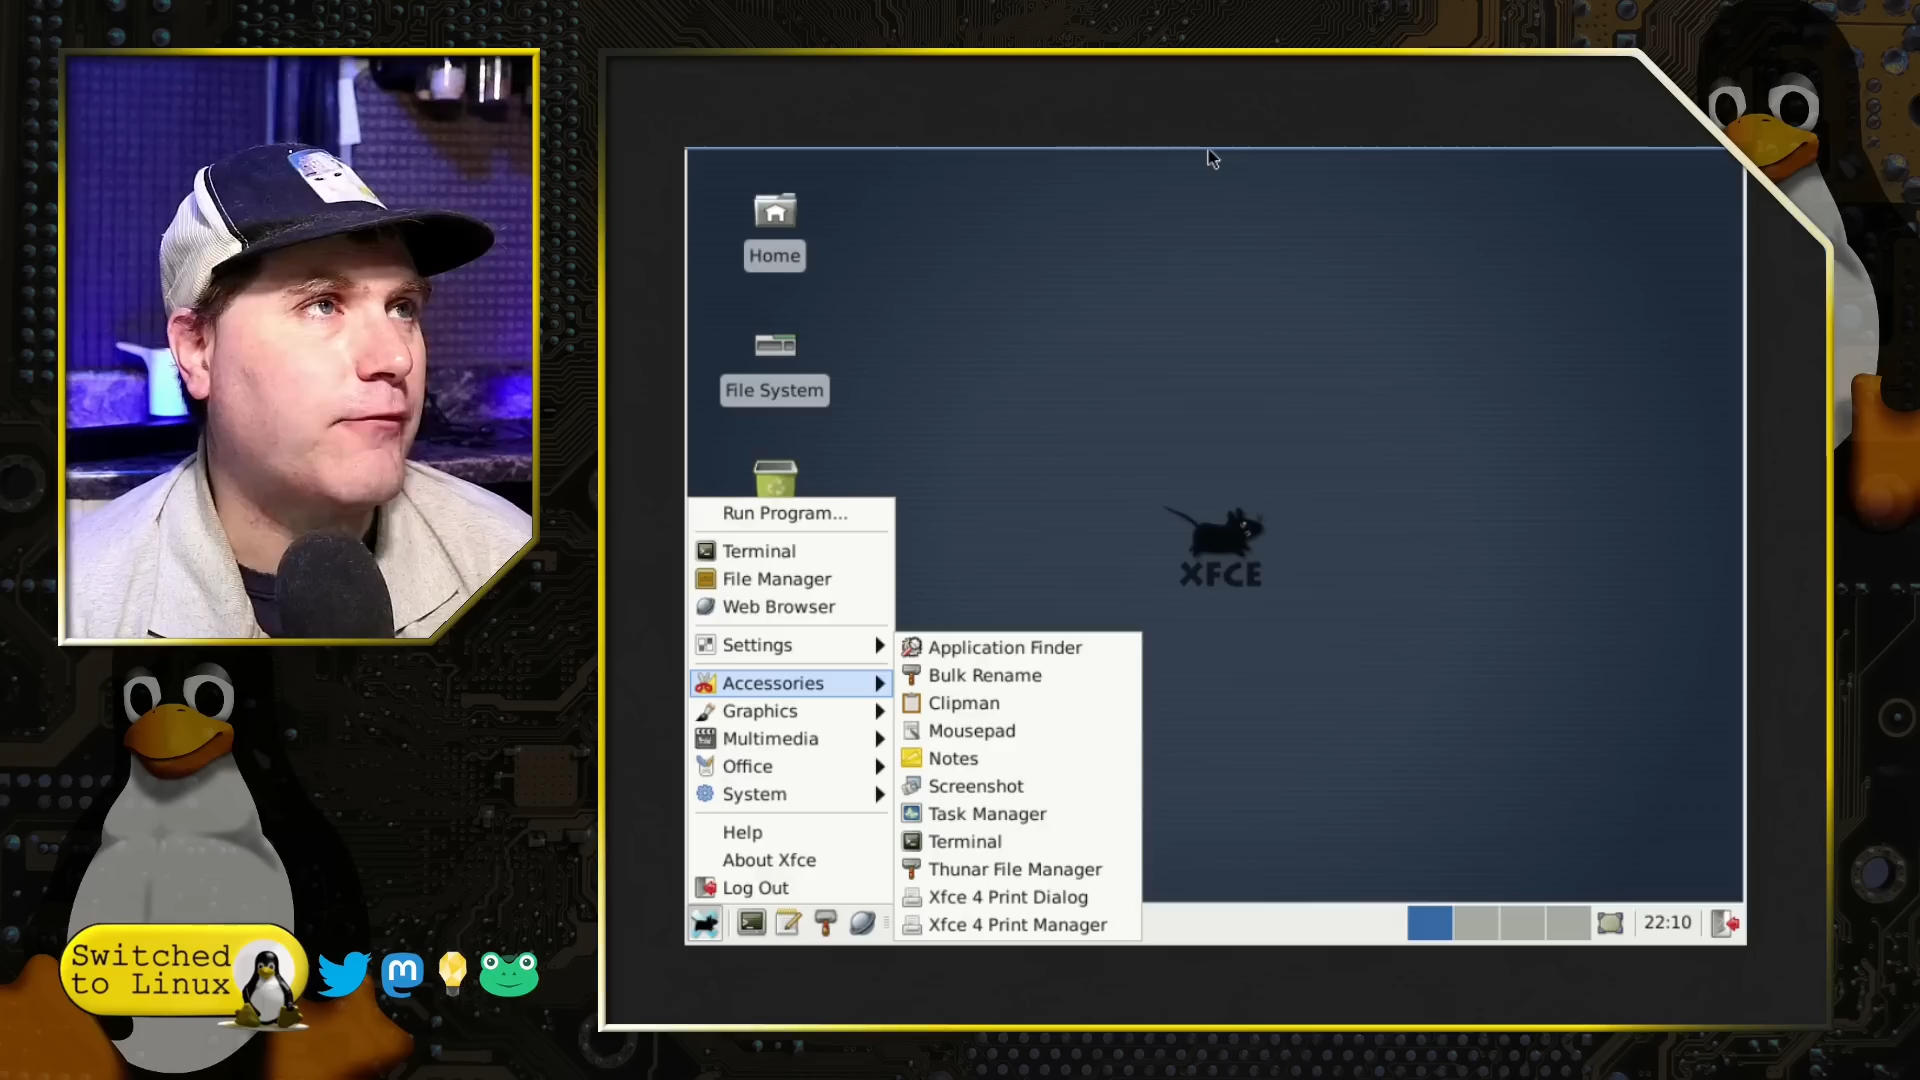 Home
File System
Run Program...
Terminal
File Manager
Web Browser
Settings
Accessories
Graphics
Multimedia
Office
System
Help
About Xfce
Log Out
Application Finder
Bulk Rename
Clipman
Mousepad
Notes
Screenshot
Task Manager
Terminal
Thunar File Manager
Xfce 4 Print Dialog
Xfce 4 Print Manager
XFCE
22:10
Switched
to Linux
m